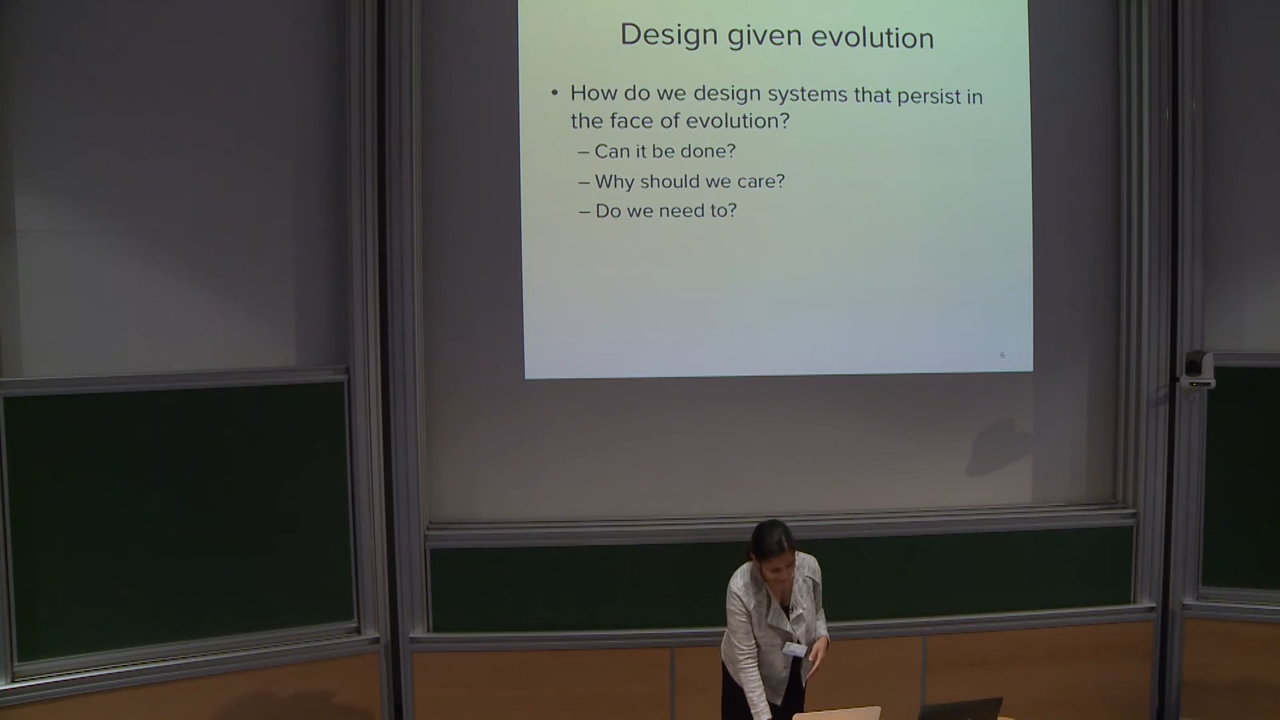 Design given evolution
• How do we design systems that persist in
the face of evolution?
– Can it be done?
– Why should we care?
– Do we need to?
6